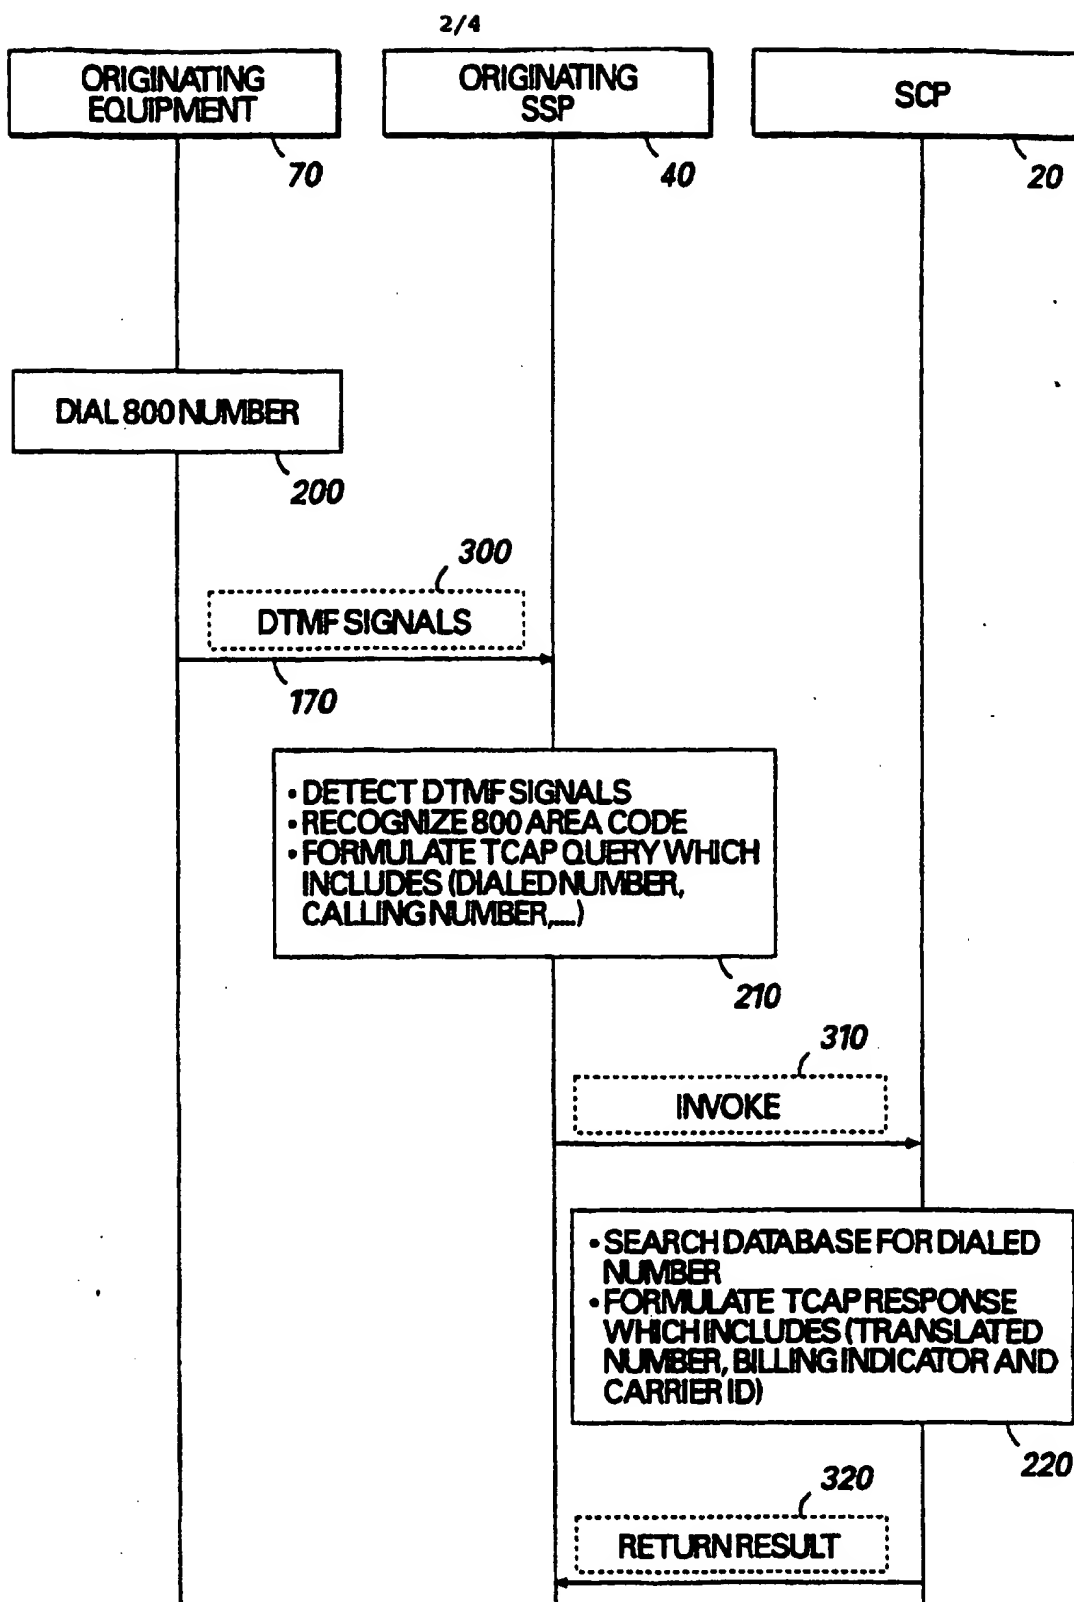 2/4
ORIGINATING
EQUIPMENT
70
ORIGINATING
SSP
40
SCP
20
DIAL 800 NUMBER
200
300
DTMF SIGNALS
170
• DETECT DTMF SIGNALS
• RECOGNIZE 800 AREA CODE
• FORMULATE TCAP QUERY WHICH
INCLUDES (DIALED NUMBER,
CALLING NUMBER,....)
210
310
INVOKE
• SEARCH DATABASE FOR DIALED
NUMBER
• FORMULATE TCAP RESPONSE
WHICH INCLUDES (TRANSLATED
NUMBER, BILLING INDICATOR AND
CARRIER ID)
220
320
RETURN RESULT